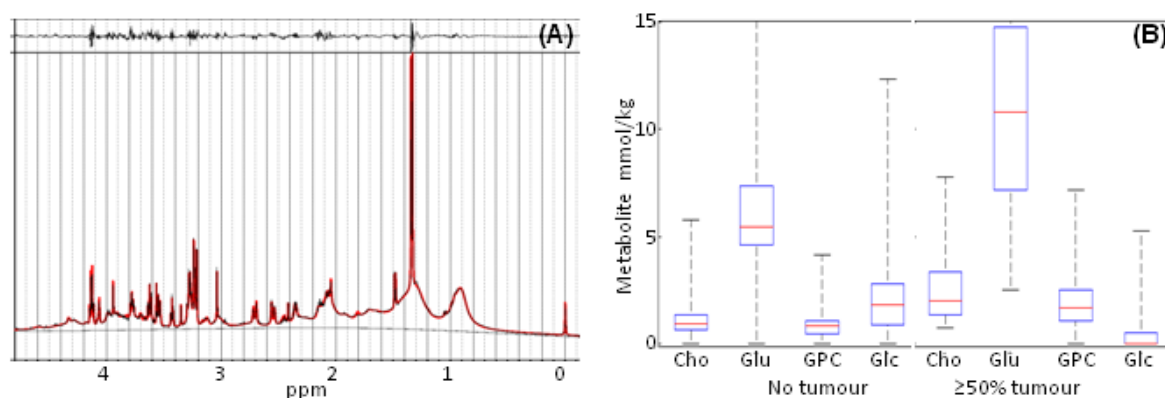 (A)
4 3 2 1 0
ppm
(B)
Metabolite mmol/kg
15
10
5
0
Cho Glu GPC Glc Cho Glu GPC Glc
No tumour ≥50% tumour